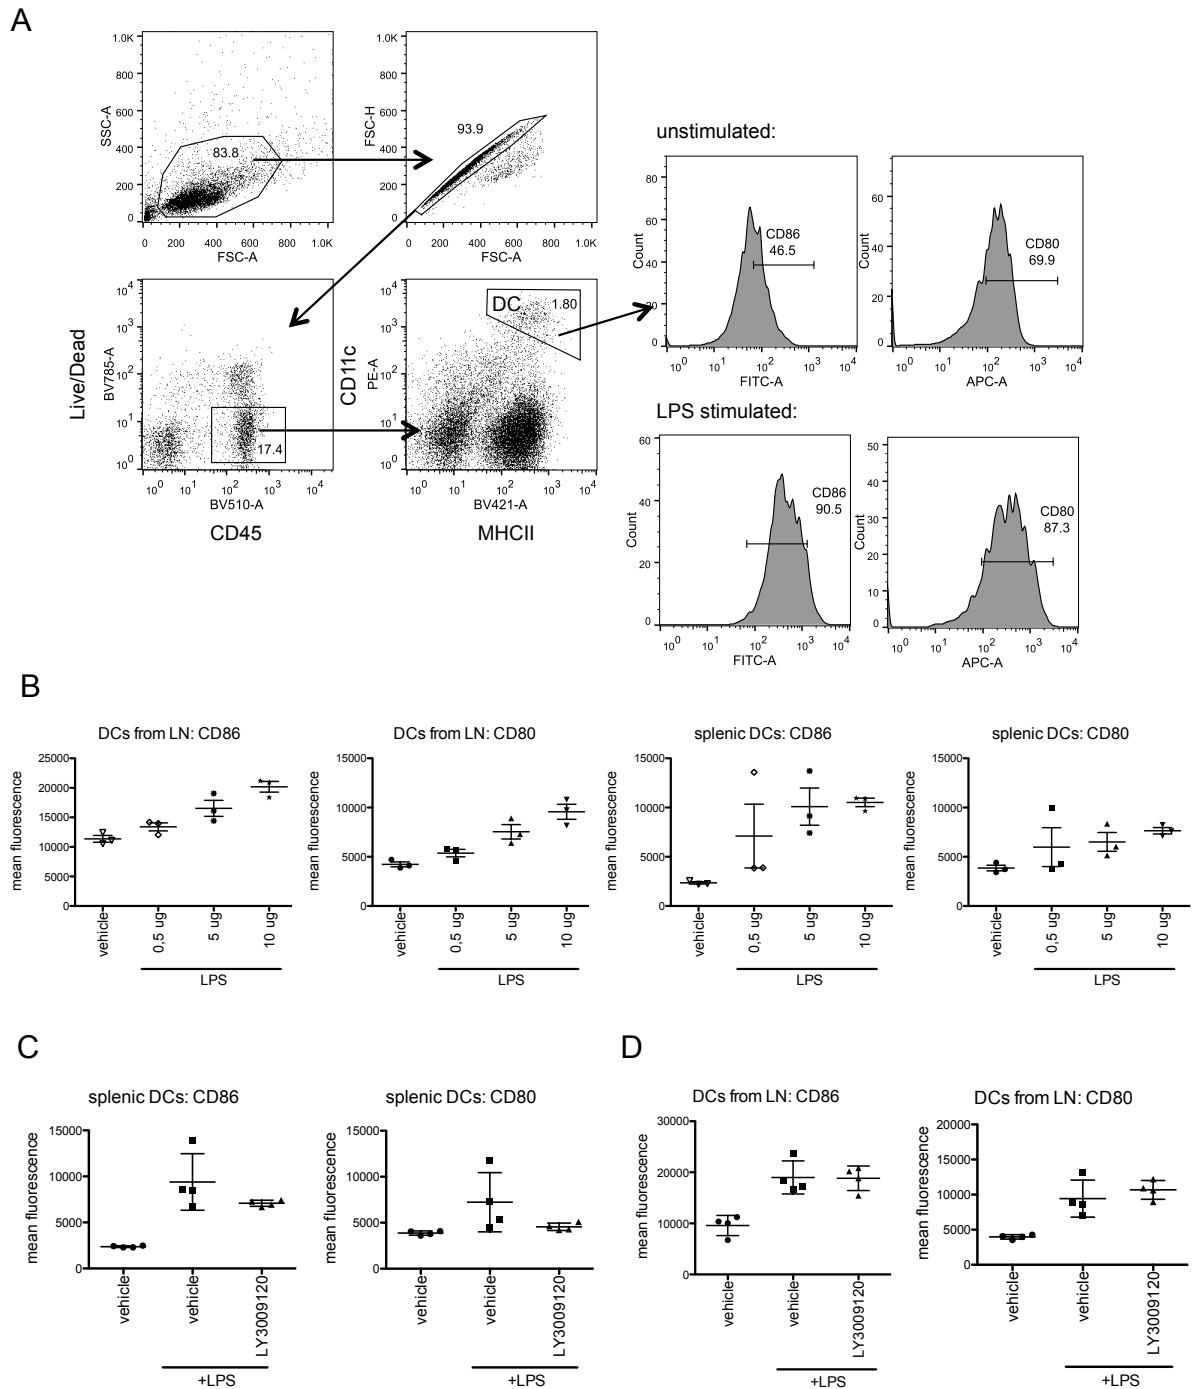 A
1.0K
800
600
400
200
0
SSC-A
83.8
0 200 400 600 800 1.0K
FSC-A
1.0K
800
600
400
200
0
FSC-H
93.9
0 200 400 600 800 1.0K
FSC-A
Live/Dead
BV785-A
10^4
10^3
10^2
10^1
10^0
17.4
10^0 10^1 10^2 10^3 10^4
BV510-A
CD45
CD11c
PE-A
10^4
10^3
10^2
10^1
10^0
DC 1.80
10^0 10^1 10^2 10^3 10^4
BV421-A
MHCII
unstimulated:
80
60
40
20
0
Count
CD86
46.5
10^0 10^1 10^2 10^3 10^4
FITC-A
60
40
20
0
Count
CD80
69.9
10^0 10^1 10^2 10^3 10^4
APC-A
LPS stimulated:
60
40
20
0
Count
CD86
90.5
10^0 10^1 10^2 10^3 10^4
FITC-A
50
40
30
20
10
0
Count
CD80
87.3
10^0 10^1 10^2 10^3 10^4
APC-A
B
DCs from LN: CD86
mean fluorescence
25000
20000
15000
10000
5000
0
vehicle
0,5 ug
5 ug
10 ug
LPS
DCs from LN: CD80
mean fluorescence
15000
10000
5000
0
vehicle
0,5 ug
5 ug
10 ug
LPS
splenic DCs: CD86
mean fluorescence
15000
10000
5000
0
vehicle
0,5 ug
5 ug
10 ug
LPS
splenic DCs: CD80
mean fluorescence
15000
10000
5000
0
vehicle
0,5 ug
5 ug
10 ug
LPS
C
splenic DCs: CD86
mean fluorescence
15000
10000
5000
0
vehicle
vehicle
LY3009120
+LPS
splenic DCs: CD80
mean fluorescence
15000
10000
5000
0
vehicle
vehicle
LY3009120
+LPS
D
DCs from LN: CD86
mean fluorescence
30000
20000
10000
0
vehicle
vehicle
LY3009120
+LPS
DCs from LN: CD80
mean fluorescence
20000
15000
10000
5000
0
vehicle
vehicle
LY3009120
+LPS